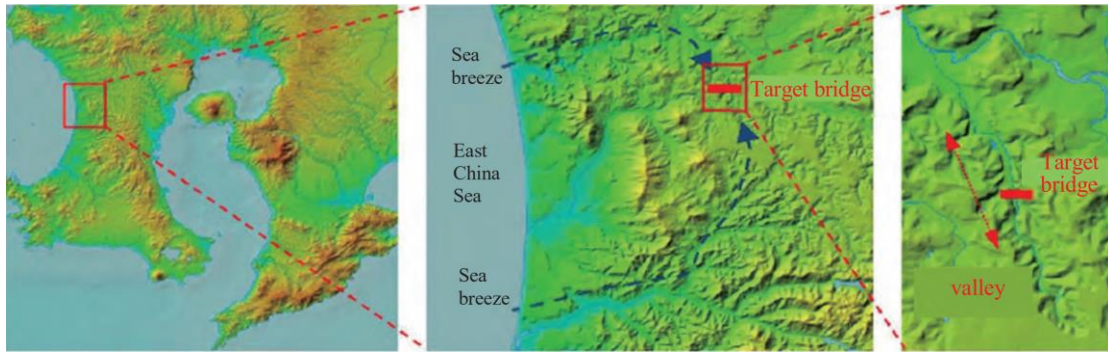 Sea
breeze
Target bridge
East
China
Sea
Sea
breeze
Target
bridge
valley